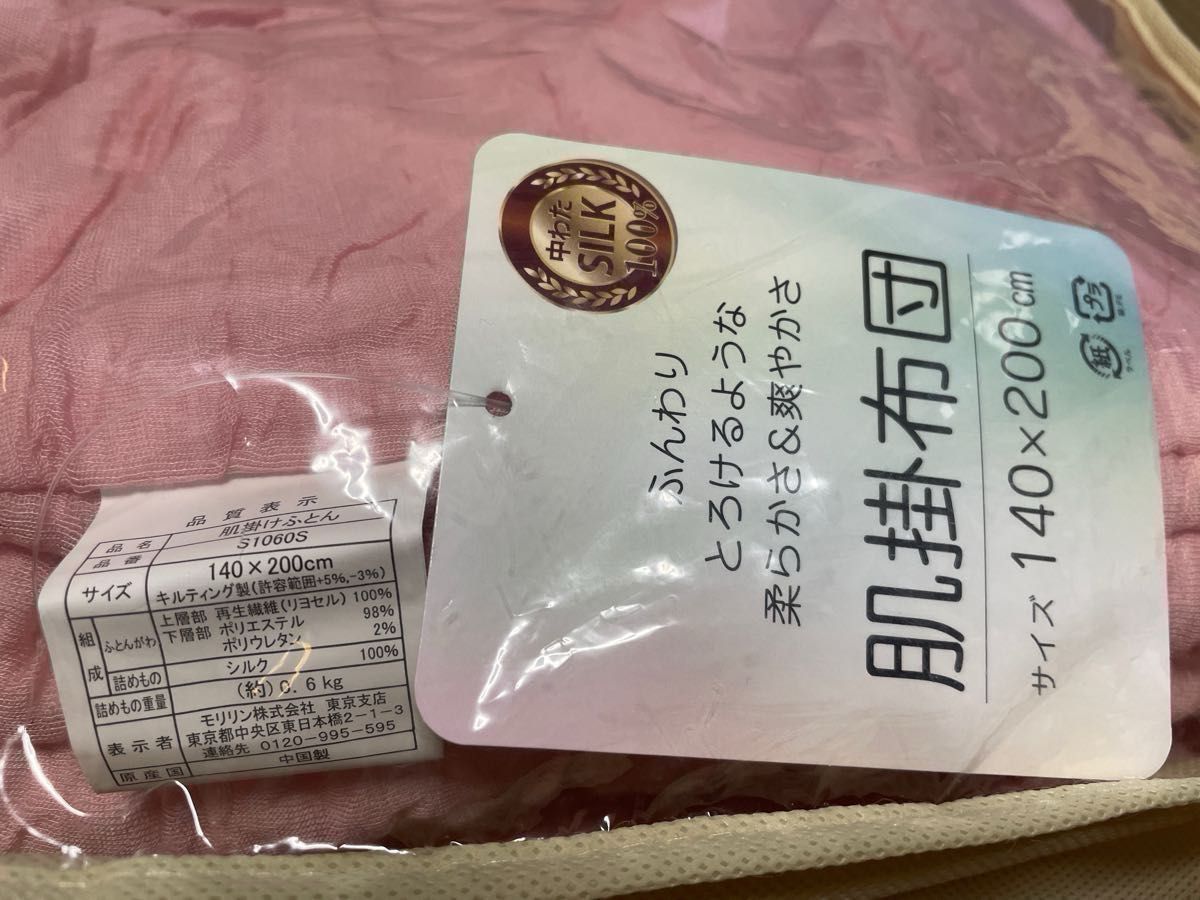 中わた
SILK
100%
ふんわり
とろけるような
柔らかさ&爽やかさ
肌掛布団
サイズ 140×200cm
プラ
紙
ラベル
品質表示
品名 肌掛けふとん
品番 S1060S
サイズ 140×200cm
キルティング製(許容範囲+5%,-3%)
組成 ふとんがわ 上層部 再生繊維(リヨセル) 100%
下層部 ポリエステル 98%
ポリウレタン 2%
詰めもの シルク 100%
詰めもの重量 (約)0.6kg
表示者 モリリン株式会社 東京支店
東京都中央区東日本橋2-1-3
連絡先 0120-995-595
原産国 中国製